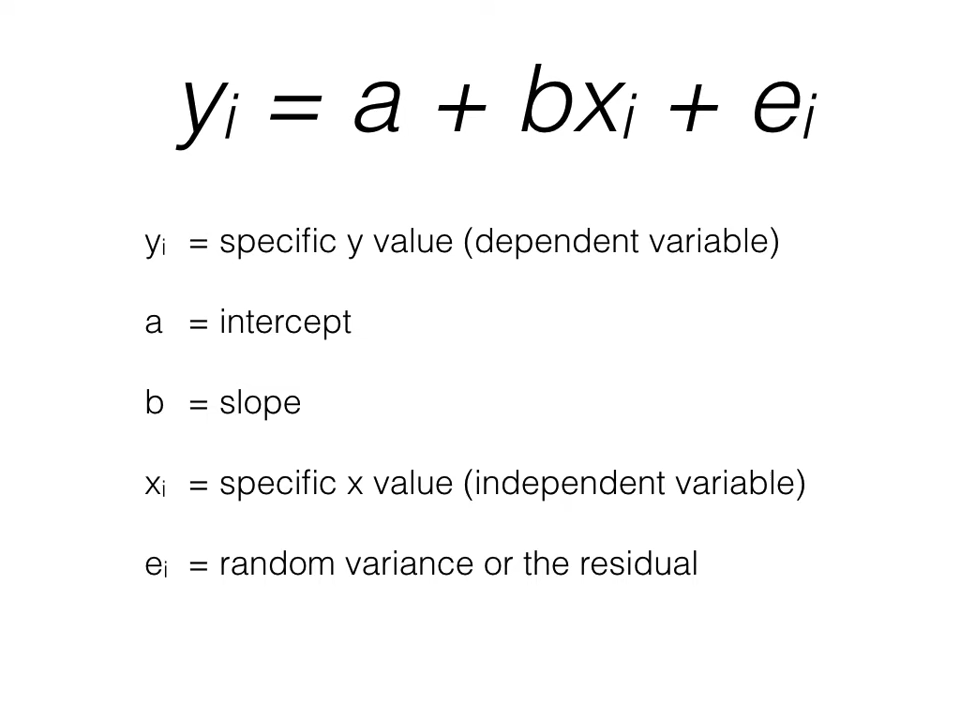 yᵢ = a + bxᵢ + eᵢ
yᵢ = specific y value (dependent variable)
a = intercept
b = slope
xᵢ = specific x value (independent variable)
eᵢ = random variance or the residual